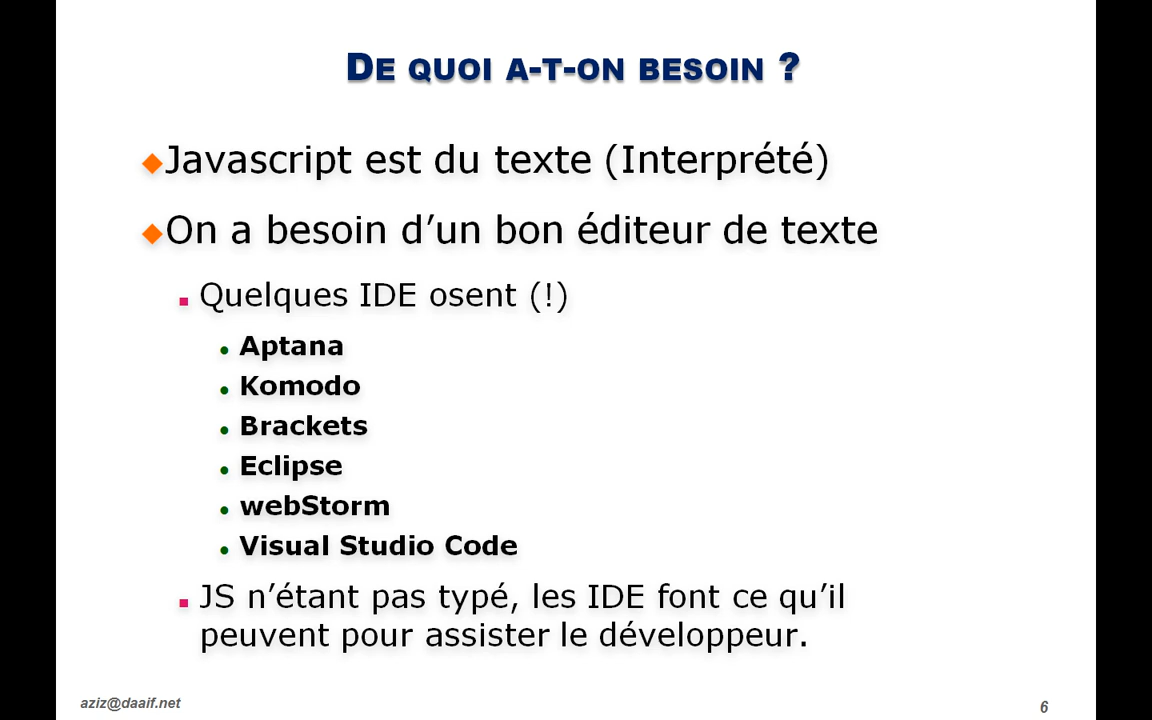 DE QUOI A-T-ON BESOIN ?
Javascript est du texte (Interprété)
On a besoin d’un bon éditeur de texte
Quelques IDE osent (!)
Aptana
Komodo
Brackets
Eclipse
webStorm
Visual Studio Code
JS n’étant pas typé, les IDE font ce qu’il
peuvent pour assister le développeur.
aziz@daaif.net
6